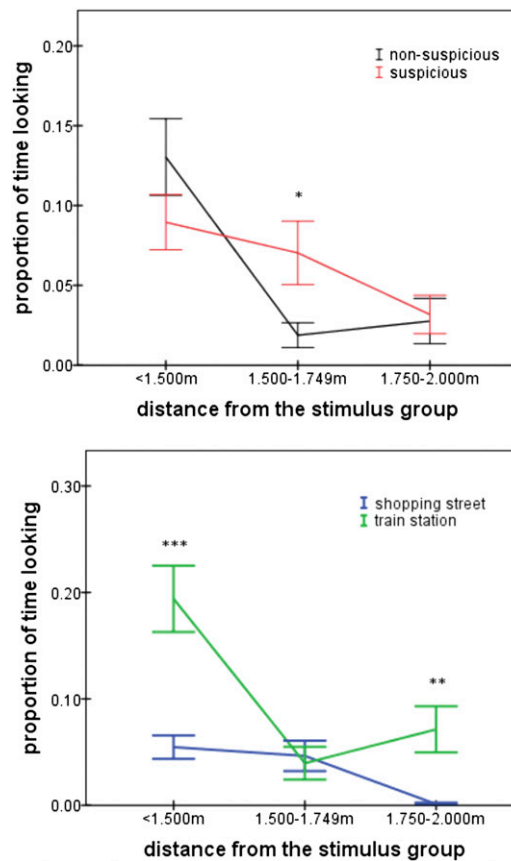 proportion of time looking
0.20
0.15
0.10
0.05
0.00
non-suspicious
suspicious
*
<1.500m 1.500-1.749m 1.750-2.000m
distance from the stimulus group
proportion of time looking
0.30
0.20
0.10
0.00
shopping street
train station
***
**
<1.500m 1.500-1.749m 1.750-2.000m
distance from the stimulus group